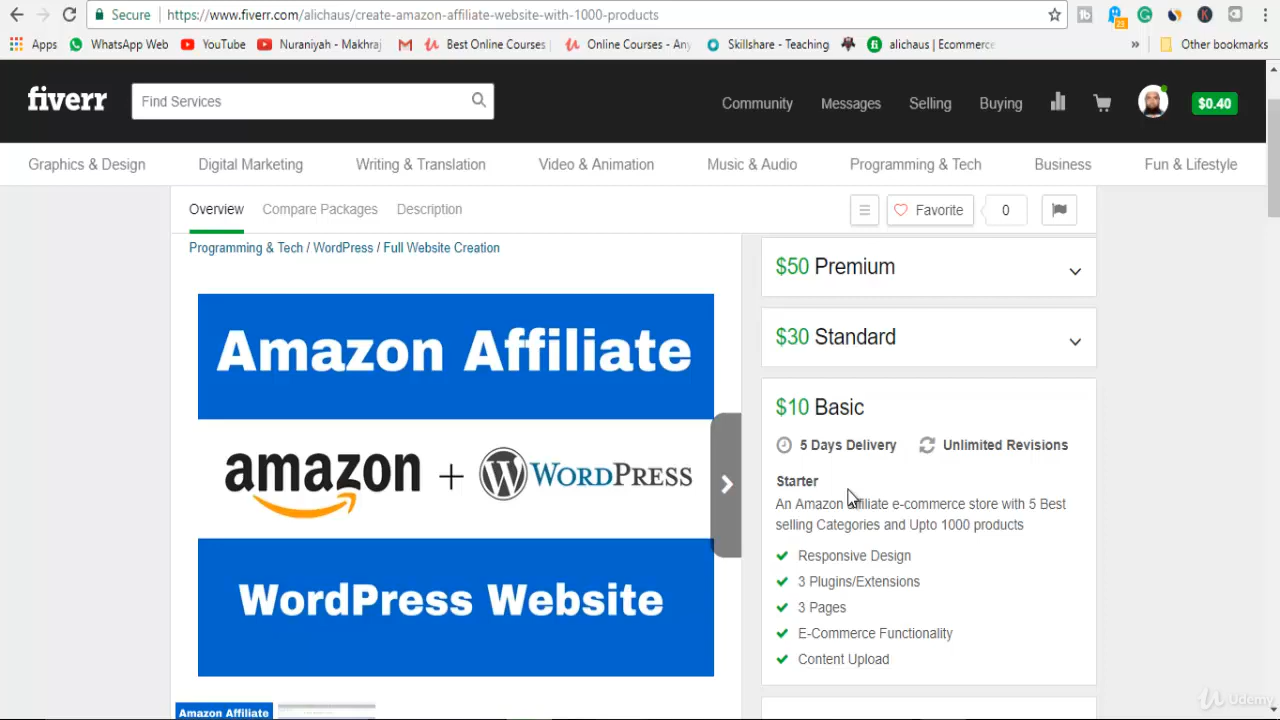 Secure https://www.fiverr.com/alichaus/create-amazon-affiliate-website-with-1000-products
Apps WhatsApp Web YouTube Nuraniyah - Makhraj Best Online Courses Online Courses - Any Skillshare - Teaching alichaus | Ecommerce » Other bookmarks
fiverr Find Services Community Messages Selling Buying $0.40
Graphics & Design Digital Marketing Writing & Translation Video & Animation Music & Audio Programming & Tech Business Fun & Lifestyle
Overview Compare Packages Description Favorite 0
Programming & Tech / WordPress / Full Website Creation
Amazon Affiliate
amazon + WORDPRESS
WordPress Website
Amazon Affiliate
$50 Premium
$30 Standard
$10 Basic
5 Days Delivery Unlimited Revisions
Starter
An Amazon affiliate e-commerce store with 5 Best
selling Categories and Upto 1000 products
Responsive Design
3 Plugins/Extensions
3 Pages
E-Commerce Functionality
Content Upload
Udemy